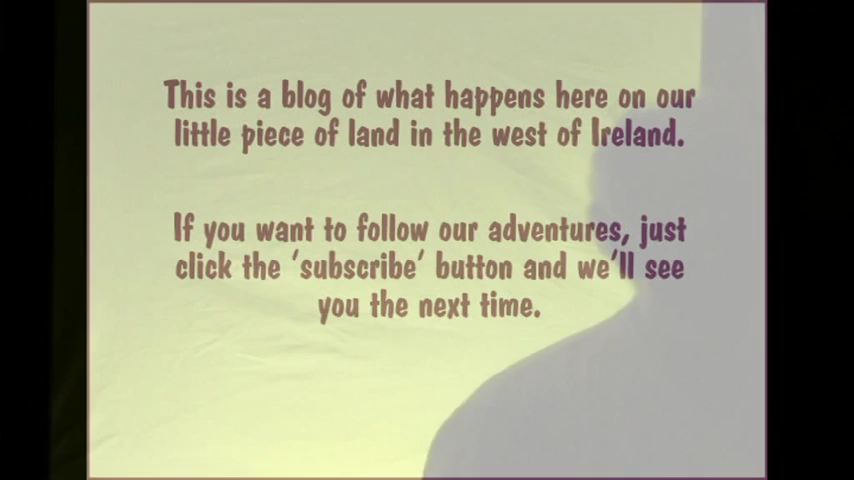 This is a blog of what happens here on our
little piece of land in the west of Ireland.
If you want to follow our adventures, just
click the ‘subscribe’ button and we’ll see
you the next time.